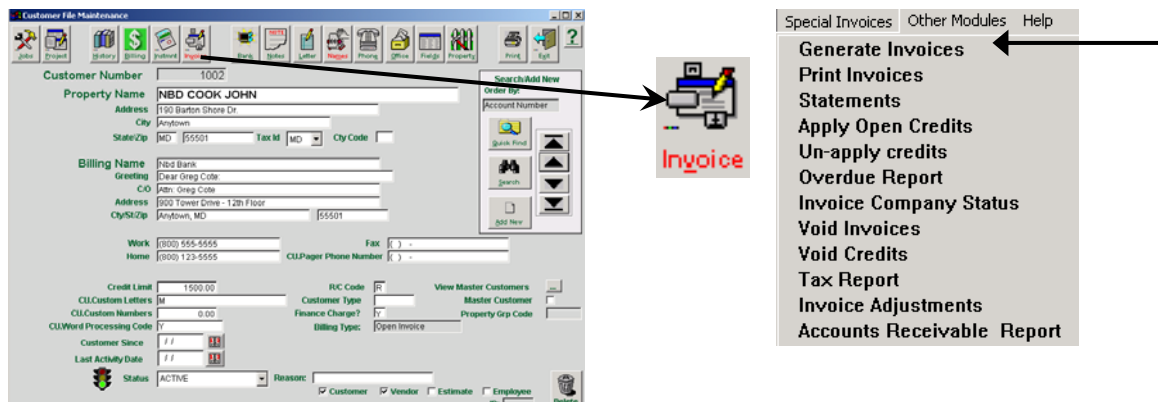 Customer File Maintenance
Jobs Project History Billing Instmnt Invoice Bank Notes Letter Names Phone Office Fields Property Print Exit
Customer Number 1002
Property Name NBD COOK JOHN
Address 190 Barton Shore Dr.
City Anytown
State/Zip MD 55501 Tax Id MD Cty Code
Billing Name Nbd Bank
Greeting Dear Greg Cote:
C/O Attn: Greg Cote
Address 900 Tower Drive - 12th Floor
Cty/St/Zip Anytown, MD 55501
Work (800) 555-5555 Fax ( ) -
Home (800) 123-5555 CU.Pager Phone Number ( ) -
Credit Limit 1500.00 R/C Code R View Master Customers ...
CU.Custom Letters M Customer Type Master Customer
CU.Custom Numbers 0.00 Finance Charge? Y Property Grp Code
CU.Word Processing Code Y Billing Type: Open Invoice
Customer Since / /
Last Activity Date / /
Status ACTIVE Reason:
Customer Vendor Estimate Employee
Delete
Search/Add New
Order By:
Account Number
Quick Find
Search
Add New
Invoice
Special Invoices Other Modules Help
Generate Invoices
Print Invoices
Statements
Apply Open Credits
Un-apply credits
Overdue Report
Invoice Company Status
Void Invoices
Void Credits
Tax Report
Invoice Adjustments
Accounts Receivable Report